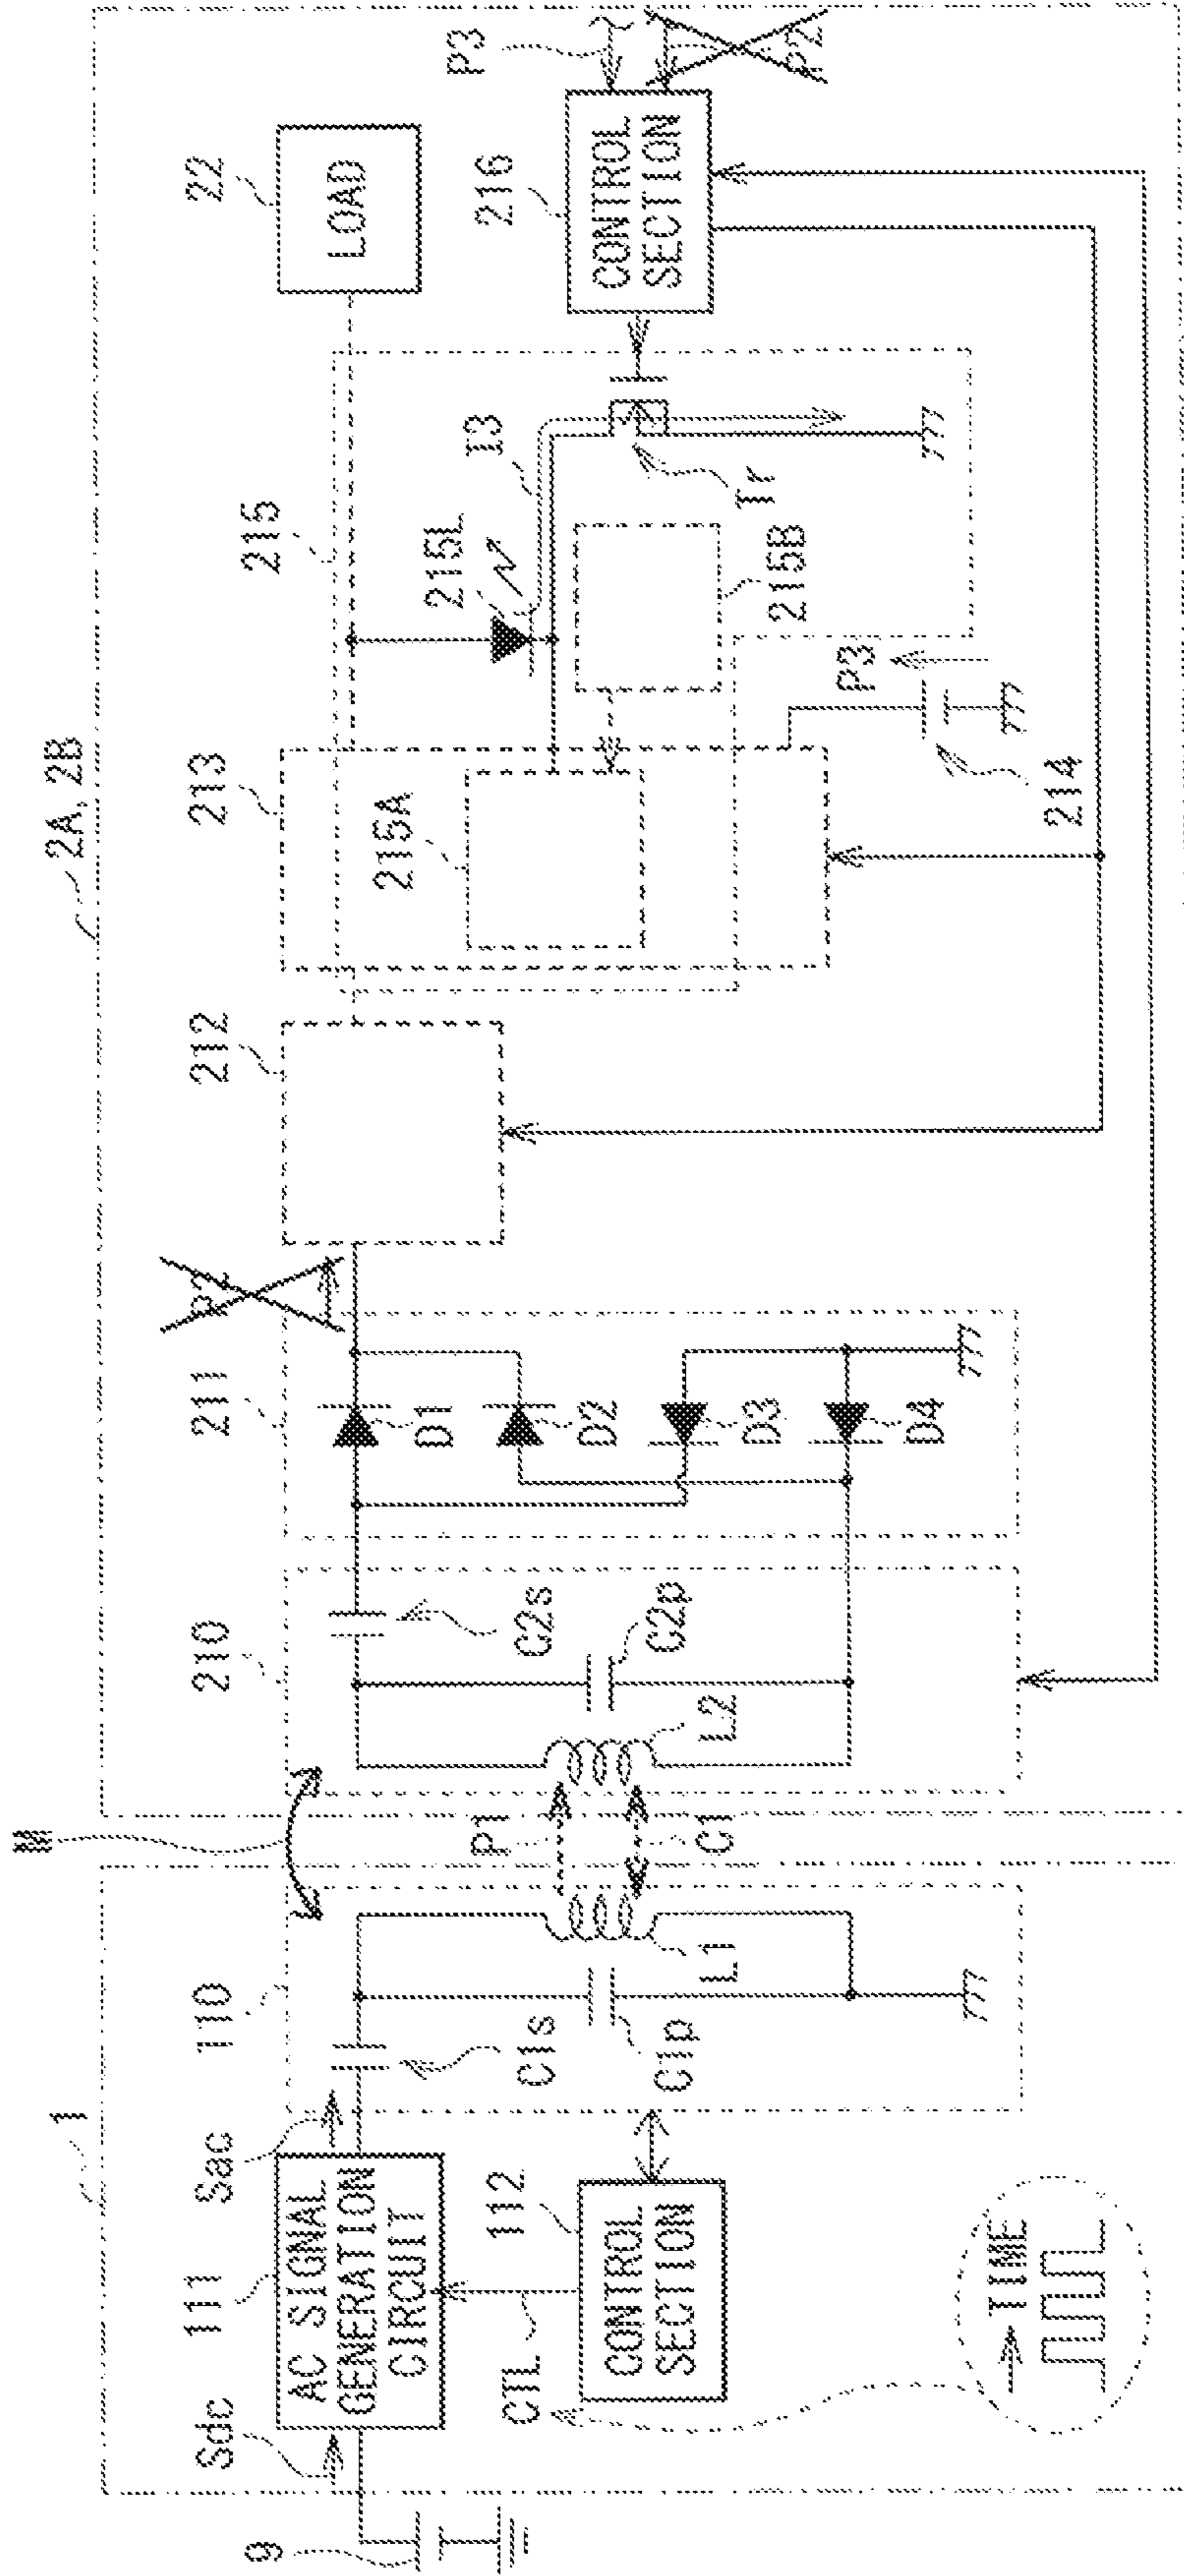 2A, 2B
1
M
9
Sdc
111
AC SIGNAL
GENERATION
CIRCUIT
Sac
110
210
211
P2
212
213
215
22
LOAD
CTL
112
CONTROL
SECTION
C1s
C1p
L1
P1
C1
L2
C2s
C2p
D1
D2
D3
D4
215A
215L
I3
215B
Tr
216
CONTROL
SECTION
P3
P2
P3
214
TIME